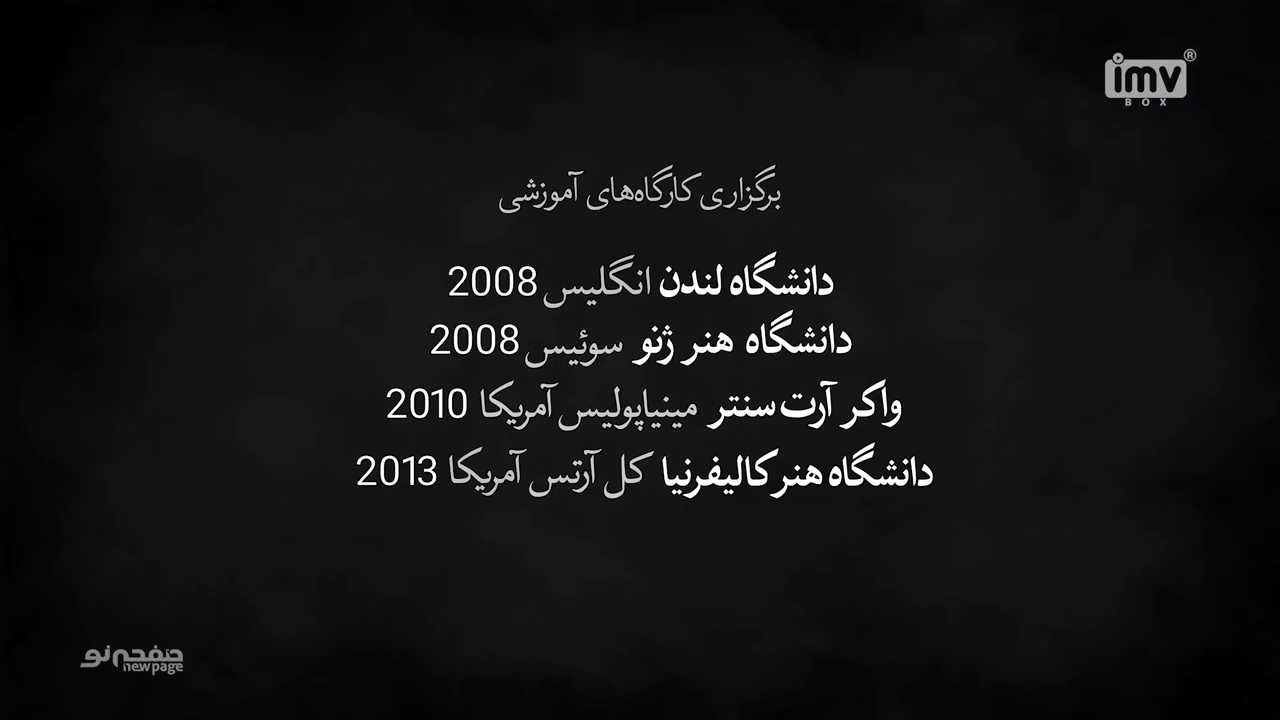 imv®
BOX
برگزاری کارگاه‌های آموزشی
دانشگاه لندن انگلیس 2008
دانشگاه هنر ژنو سوئیس 2008
واکر آرت سنتر مینیاپولیس آمریکا 2010
دانشگاه هنر کالیفرنیا کل آرتس آمریکا 2013
صفحه نو
newpage